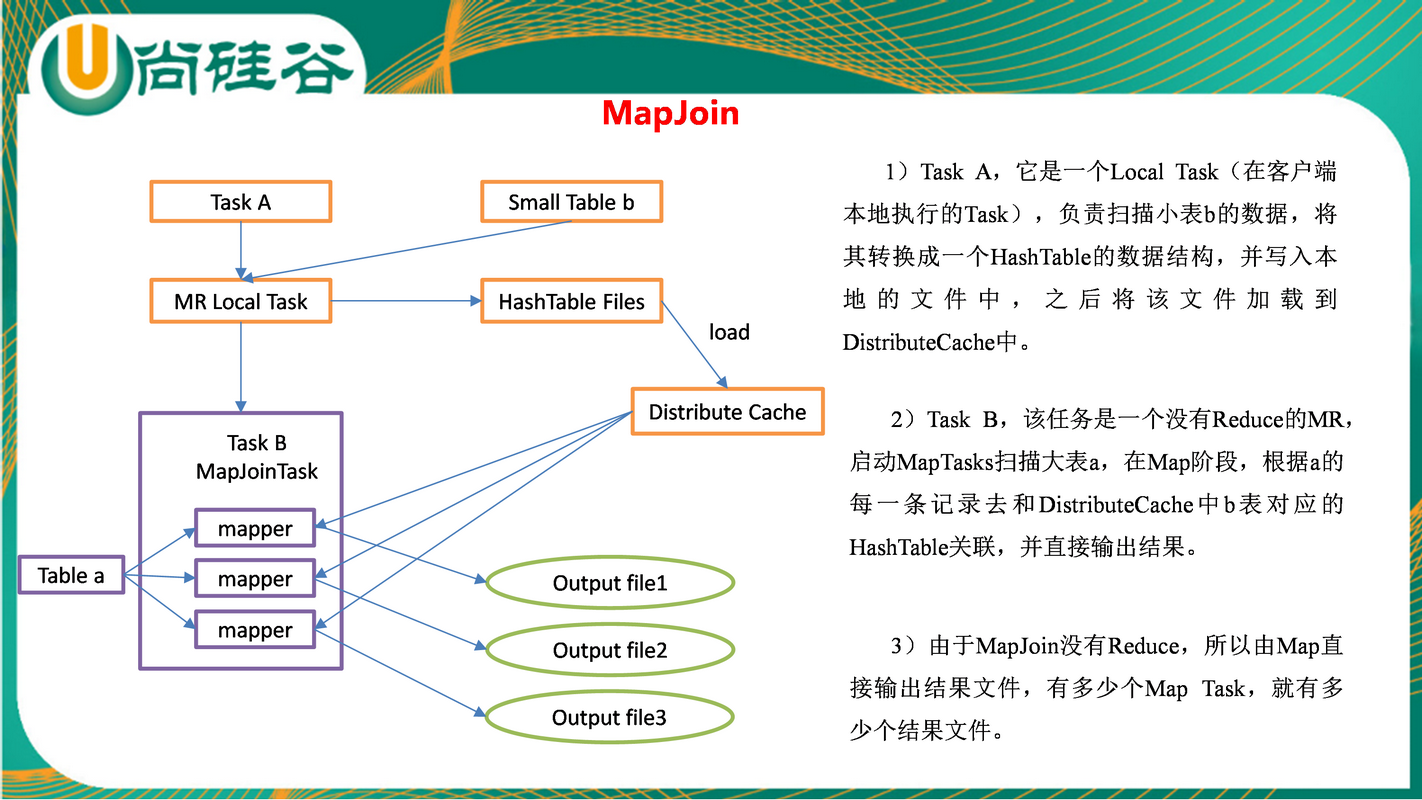 尚硅谷
MapJoin
Task A
Small Table b
MR Local Task
HashTable Files
load
Distribute Cache
Task B
MapJoinTask
mapper
mapper
mapper
Table a
Output file1
Output file2
Output file3
1）Task A，它是一个Local Task（在客户端
本地执行的Task），负责扫描小表b的数据，将
其转换成一个HashTable的数据结构，并写入本
地的文件中，之后将该文件加载到
DistributeCache中。
2）Task B，该任务是一个没有Reduce的MR，
启动MapTasks扫描大表a，在Map阶段，根据a的
每一条记录去和DistributeCache中b表对应的
HashTable关联，并直接输出结果。
3）由于MapJoin没有Reduce，所以由Map直
接输出结果文件，有多少个Map Task，就有多
少个结果文件。